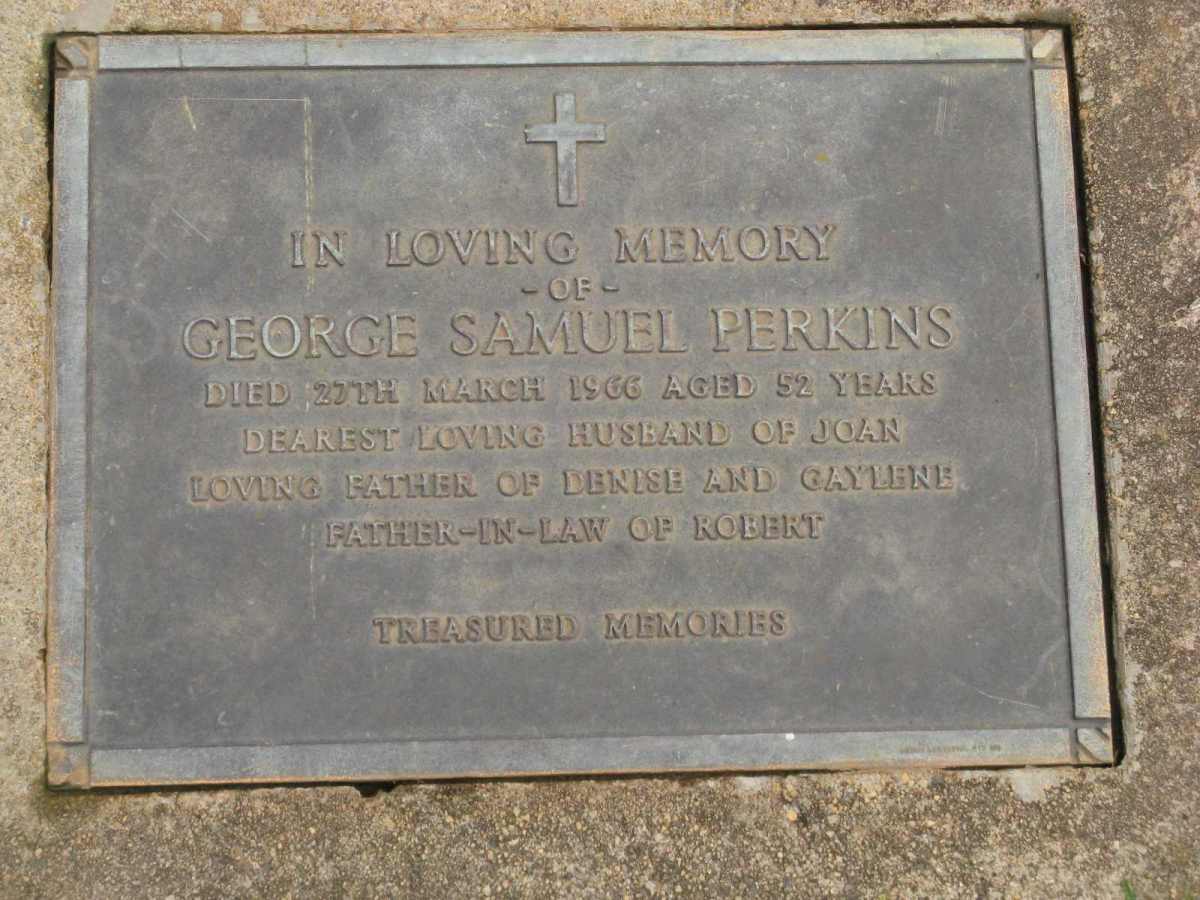 IN LOVING MEMORY
- OF -
GEORGE SAMUEL PERKINS
DIED 27TH MARCH 1966 AGED 52 YEARS
DEAREST LOVING HUSBAND OF JOAN
LOVING FATHER OF DENISE AND GAYLENE
FATHER-IN-LAW OF ROBERT
TREASURED MEMORIES